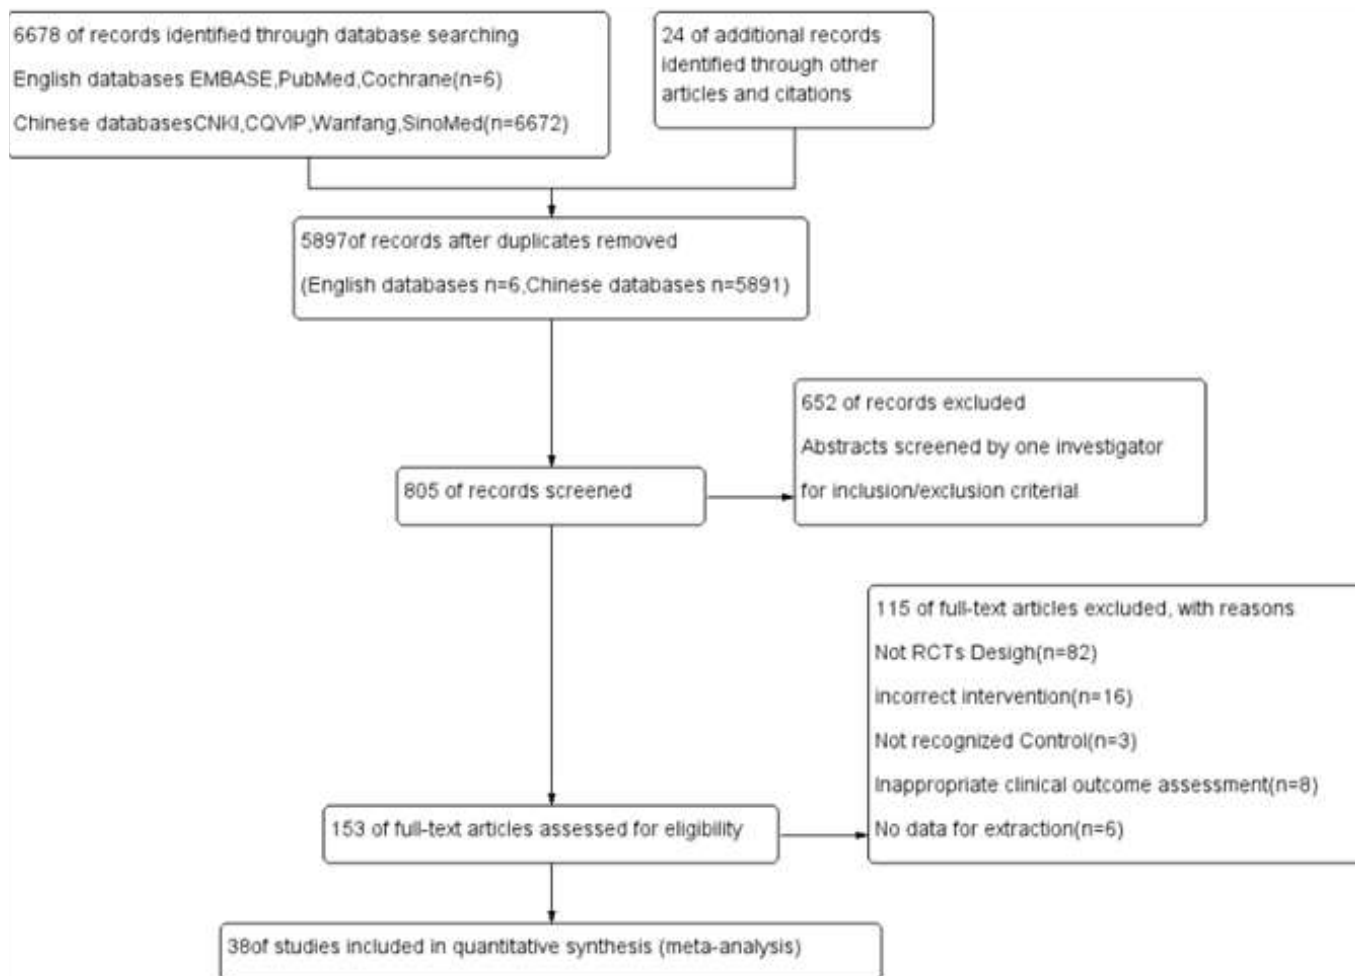 6678 of records identified through database searching
English databases EMBASE,PubMed,Cochrane(n=6)
Chinese databasesCNKI,CQVIP,Wanfang,SinoMed(n=6672)
24 of additional records
identified through other
articles and citations
5897of records after duplicates removed
(English databases n=6,Chinese databases n=5891)
652 of records excluded
Abstracts screened by one investigator
for inclusion/exclusion criterial
805 of records screened
115 of full-text articles excluded, with reasons
Not RCTs Desigh(n=82)
incorrect intervention(n=16)
Not recognized Control(n=3)
Inappropriate clinical outcome assessment(n=8)
No data for extraction(n=6)
153 of full-text articles assessed for eligibility
38of studies included in quantitative synthesis (meta-analysis)